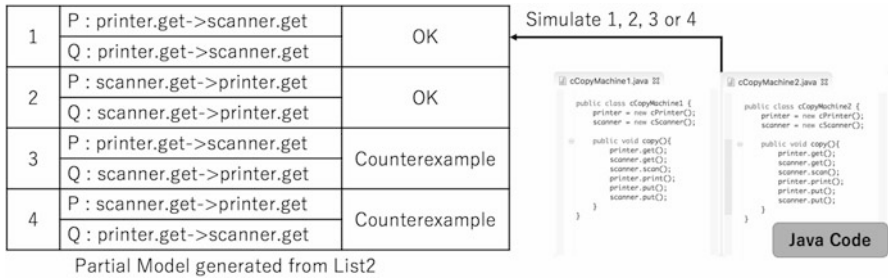 1
P : printer.get->scanner.get
Q : printer.get->scanner.get
OK
2
P : scanner.get->printer.get
Q : scanner.get->printer.get
OK
3
P : printer.get->scanner.get
Q : scanner.get->printer.get
Counterexample
4
P : scanner.get->printer.get
Q : printer.get->scanner.get
Counterexample
Partial Model generated from List2
Simulate 1, 2, 3 or 4
cCopyMachine1.java
public class cCopyMachine1 {
printer = new cPrinter();
scanner = new cScanner();
public void copy(){
printer.get();
scanner.get();
scanner.scan();
printer.print();
printer.put();
scanner.put();
}
}
cCopyMachine2.java
public class cCopyMachine2 {
printer = new cPrinter();
scanner = new cScanner();
public void copy(){
printer.get();
scanner.get();
scanner.scan();
printer.print();
printer.put();
scanner.put();
}
}
Java Code